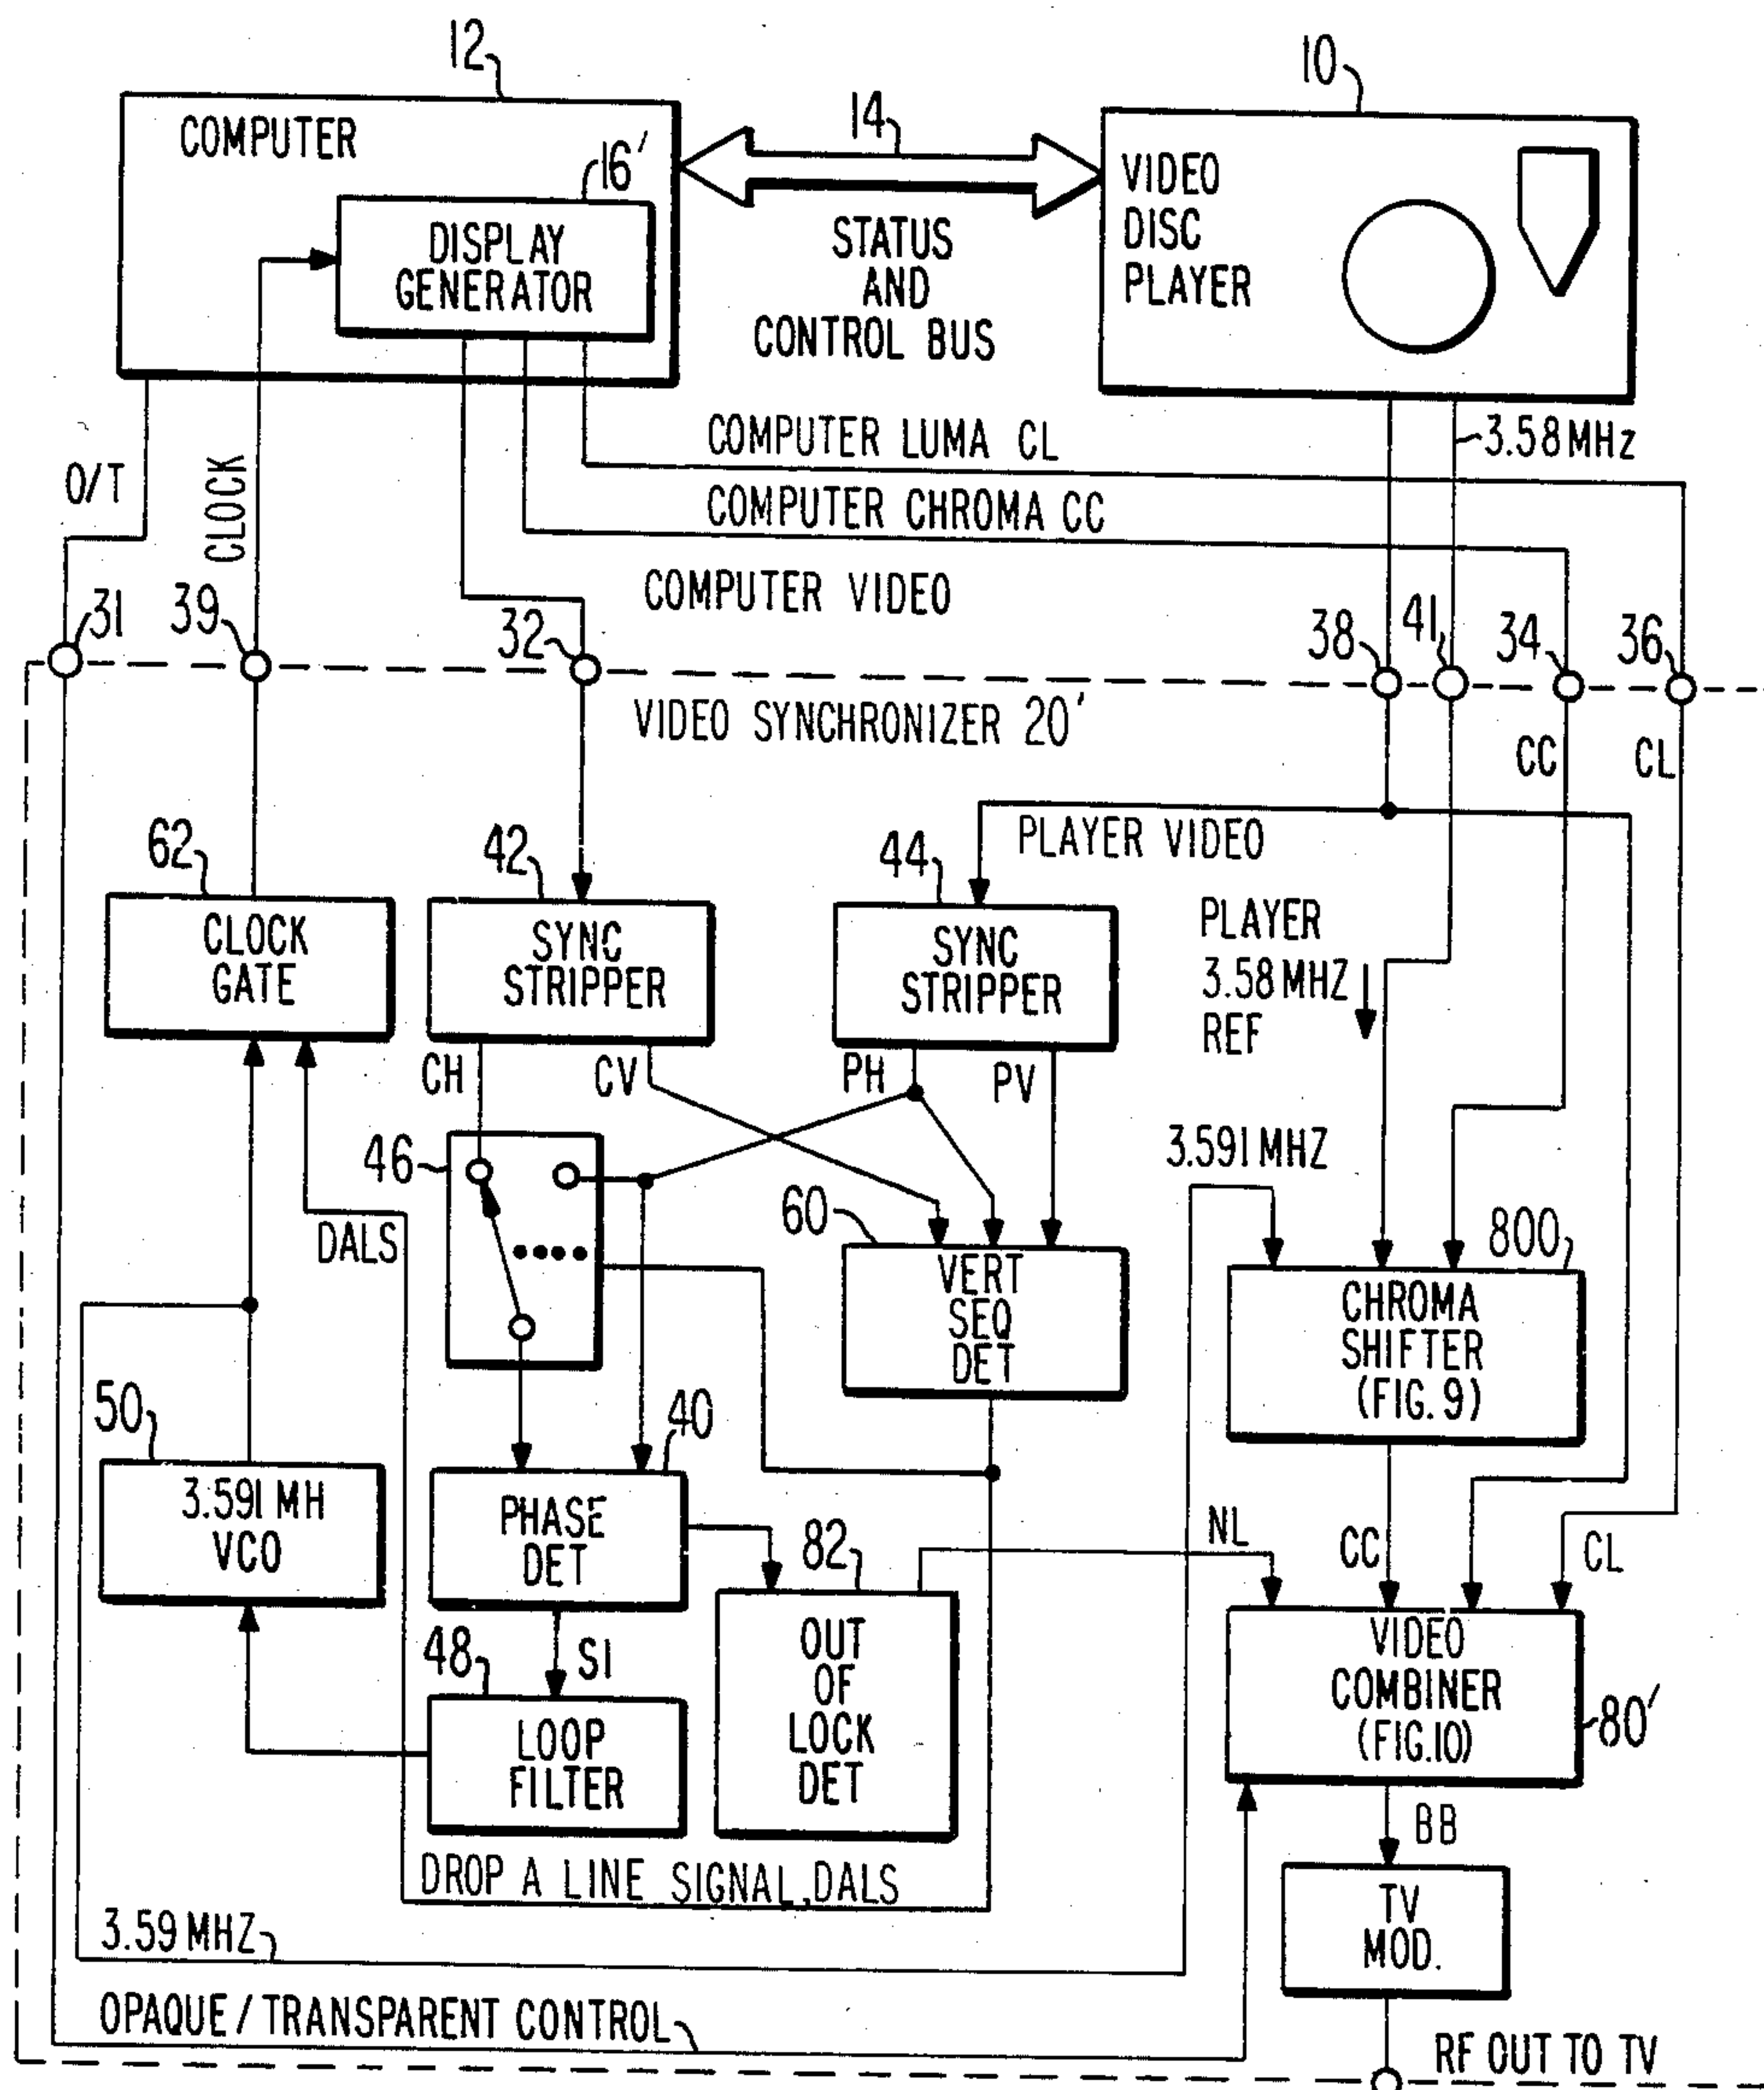 12
10
COMPUTER
14
16'
VIDEO
DISC
PLAYER
DISPLAY
GENERATOR
STATUS
AND
CONTROL BUS
COMPUTER LUMA CL
3.58 MHz
O/T
CLOCK
COMPUTER CHROMA CC
COMPUTER VIDEO
31
39
32
38
41
34
36
VIDEO SYNCHRONIZER 20'
CC
CL
62
42
44
PLAYER VIDEO
CLOCK
GATE
SYNC
STRIPPER
SYNC
STRIPPER
PLAYER
3.58 MHZ
REF
CH
CV
PH
PV
46
3.591 MHZ
60
800
DALS
VERT
SEQ
DET
CHROMA
SHIFTER
(FIG. 9)
50
40
3.591 MH
VCO
PHASE
DET
82
NL
CC
CL
48
S1
OUT
OF
LOCK
DET
VIDEO
COMBINER
(FIG.10)
80'
LOOP
FILTER
BB
DROP A LINE SIGNAL,DALS
TV
MOD.
3.59 MHZ
OPAQUE / TRANSPARENT CONTROL
RF OUT TO TV